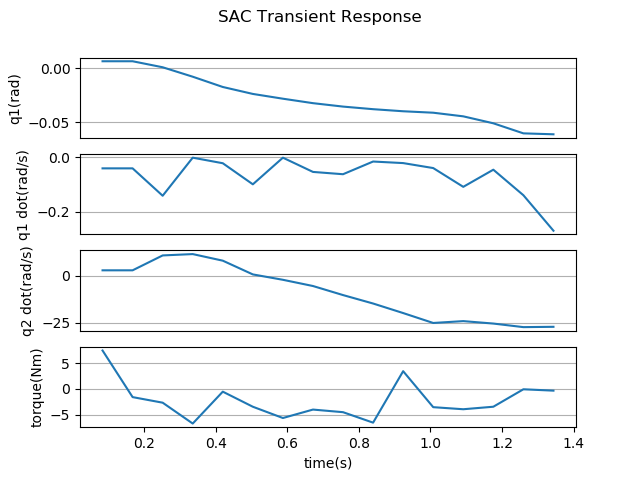 SAC Transient Response
q1(rad)
0.00
−0.05
q1 dot(rad/s)
0.0
−0.2
q2 dot(rad/s)
0
−25
torque(Nm)
5
0
−5
0.2 0.4 0.6 0.8 1.0 1.2 1.4
time(s)